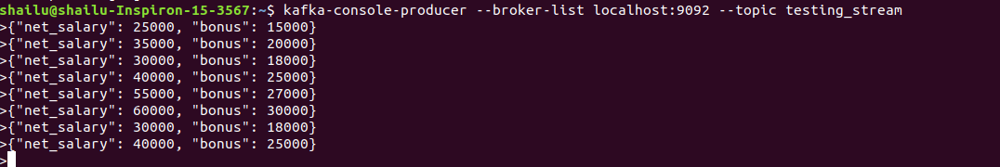 shailu@shailu-Inspiron-15-3567:~$ kafka-console-producer --broker-list localhost:9092 --topic testing_stream
>{"net_salary": 25000, "bonus": 15000}
>{"net_salary": 35000, "bonus": 20000}
>{"net_salary": 30000, "bonus": 18000}
>{"net_salary": 40000, "bonus": 25000}
>{"net_salary": 55000, "bonus": 27000}
>{"net_salary": 60000, "bonus": 30000}
>{"net_salary": 30000, "bonus": 18000}
>{"net_salary": 40000, "bonus": 25000}
>